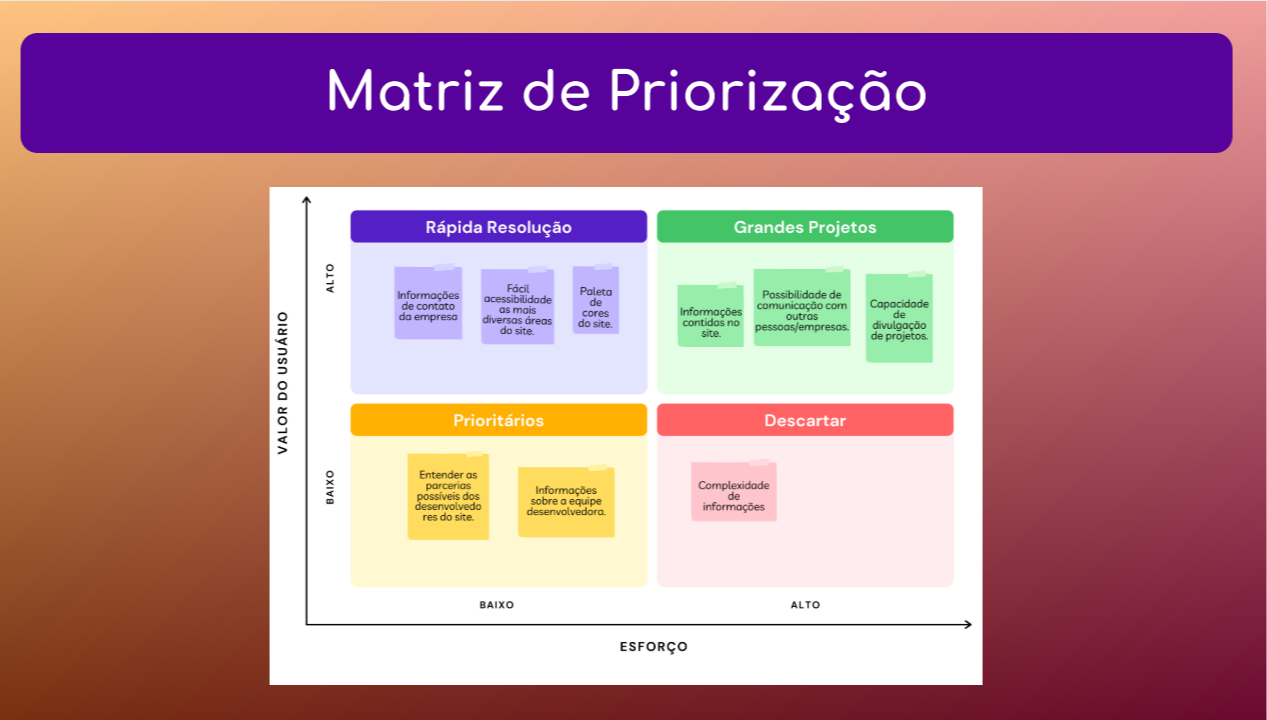 Matriz de Priorização
VALOR DO USUÁRIO
ALTO
BAIXO
Rápida Resolução
Informações
de contato
da empresa
Fácil
acessibilidade
as mais
diversas áreas
do site.
Paleta
de
cores
do site.
Grandes Projetos
Informações
contidas no
site.
Possibilidade de
comunicação com
outras
pessoas/empresas.
Capacidade
de
divulgação
de projetos.
Prioritários
Entender as
parcerias
possíveis dos
desenvolvedo
res do site.
Informações
sobre a equipe
desenvolvedora.
Descartar
Complexidade
de
informações
BAIXO
ALTO
ESFORÇO